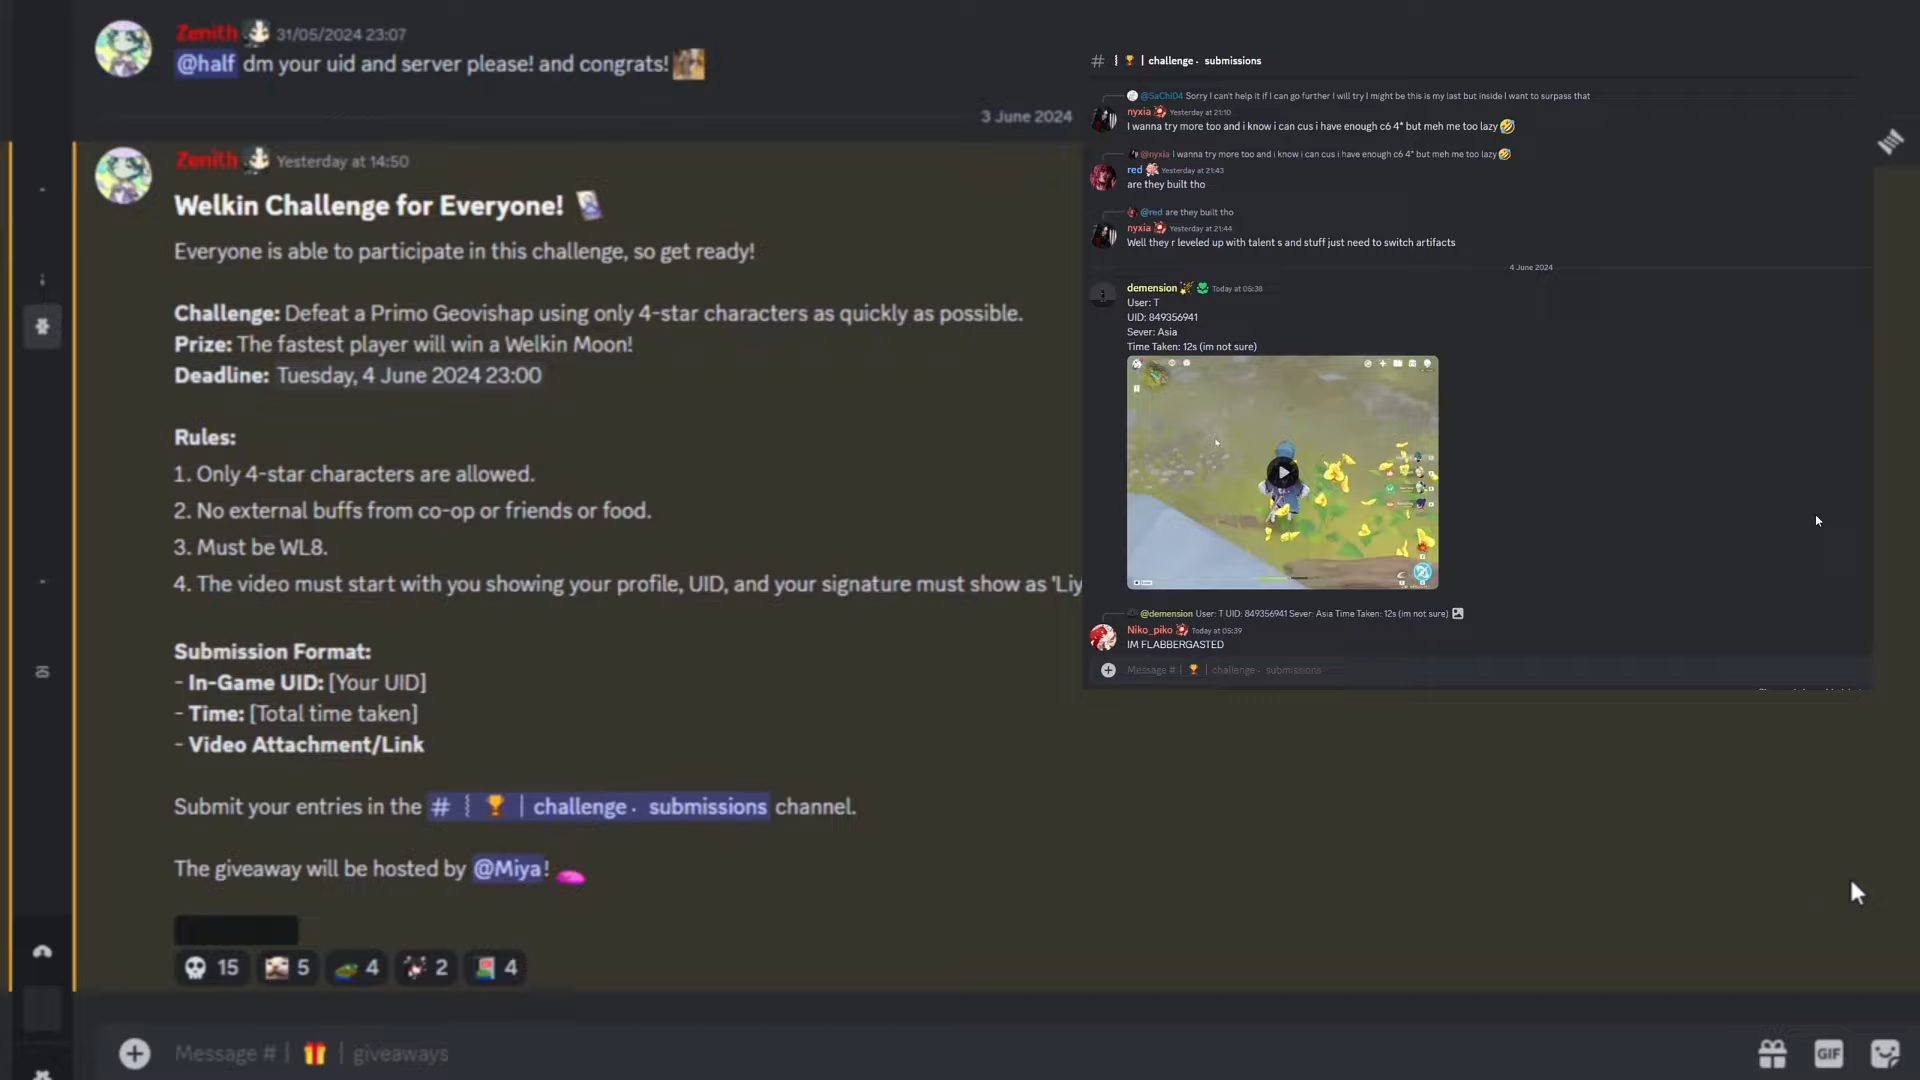 Zenith 31/05/2024 23:07
@half dm your uid and server please! and congrats!
3 June 2024
Zenith Yesterday at 14:50
Welkin Challenge for Everyone!
Everyone is able to participate in this challenge, so get ready!
Challenge: Defeat a Primo Geovishap using only 4-star characters as quickly as possible.
Prize: The fastest player will win a Welkin Moon!
Deadline: Tuesday, 4 June 2024 23:00
Rules:
1. Only 4-star characters are allowed.
2. No external buffs from co-op or friends or food.
3. Must be WL8.
4. The video must start with you showing your profile, UID, and your signature must show as 'Liy
Submission Format:
- In-Game UID: [Your UID]
- Time: [Total time taken]
- Video Attachment/Link
Submit your entries in the # ⦚ 🏆 | challenge · submissions channel.
The giveaway will be hosted by @Miya!
15 5 4 2 4
Message # | 🎁 | giveaways
GIF
# ⦚ 🏆 | challenge · submissions
@SaChi04 Sorry I can't help it if I can go further I will try I might be this is my last but inside I want to surpass that
nyxia Yesterday at 21:10
I wanna try more too and i know i can cus i have enough c6 4* but meh me too lazy 🤣
@nyxia I wanna try more too and i know i can cus i have enough c6 4* but meh me too lazy 🤣
red Yesterday at 21:43
are they built tho
@red are they built tho
nyxia Yesterday at 21:44
Well they r leveled up with talent s and stuff just need to switch artifacts
4 June 2024
demension Today at 05:38
User: T
UID: 849356941
Sever: Asia
Time Taken: 12s (im not sure)
@demension User: T UID: 849356941 Sever: Asia Time Taken: 12s (im not sure)
Niko_piko Today at 05:39
IM FLABBERGASTED
Message # ⦚ 🏆 | challenge · submissions